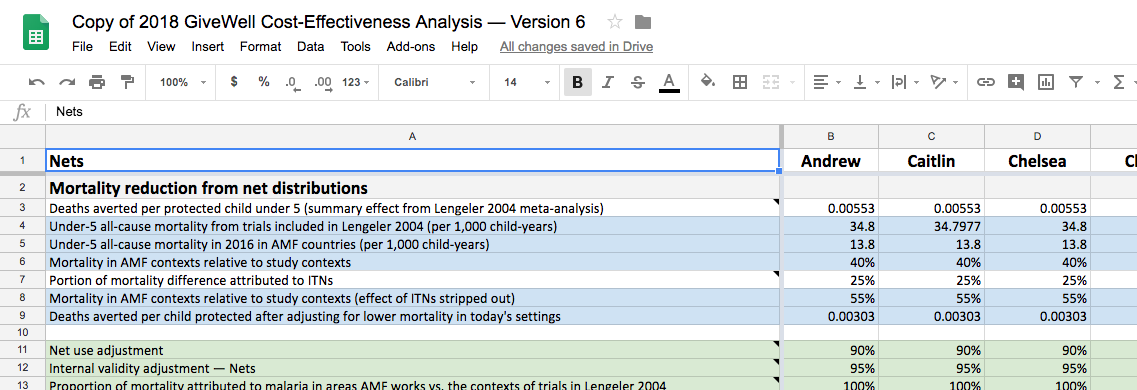 Copy of 2018 GiveWell Cost-Effectiveness Analysis — Version 6
File Edit View Insert Format Data Tools Add-ons Help All changes saved in Drive
100% $ % .0 .00 123 Calibri 14 B I S A
fx Nets
A B C D
1 Nets Andrew Caitlin Chelsea
2 Mortality reduction from net distributions
3 Deaths averted per protected child under 5 (summary effect from Lengeler 2004 meta-analysis) 0.00553 0.00553 0.00553
4 Under-5 all-cause mortality from trials included in Lengeler 2004 (per 1,000 child-years) 34.8 34.7977 34.8
5 Under-5 all-cause mortality in 2016 in AMF countries (per 1,000 child-years) 13.8 13.8 13.8
6 Mortality in AMF contexts relative to study contexts 40% 40% 40%
7 Portion of mortality difference attributed to ITNs 25% 25% 25%
8 Mortality in AMF contexts relative to study contexts (effect of ITNs stripped out) 55% 55% 55%
9 Deaths averted per child protected after adjusting for lower mortality in today's settings 0.00303 0.00303 0.00303
10
11 Net use adjustment 90% 90% 90%
12 Internal validity adjustment — Nets 95% 95% 95%
13 Proportion of mortality attributed to malaria in areas AMF works vs. the contexts of trials in Lengeler 2004 100% 100% 100%